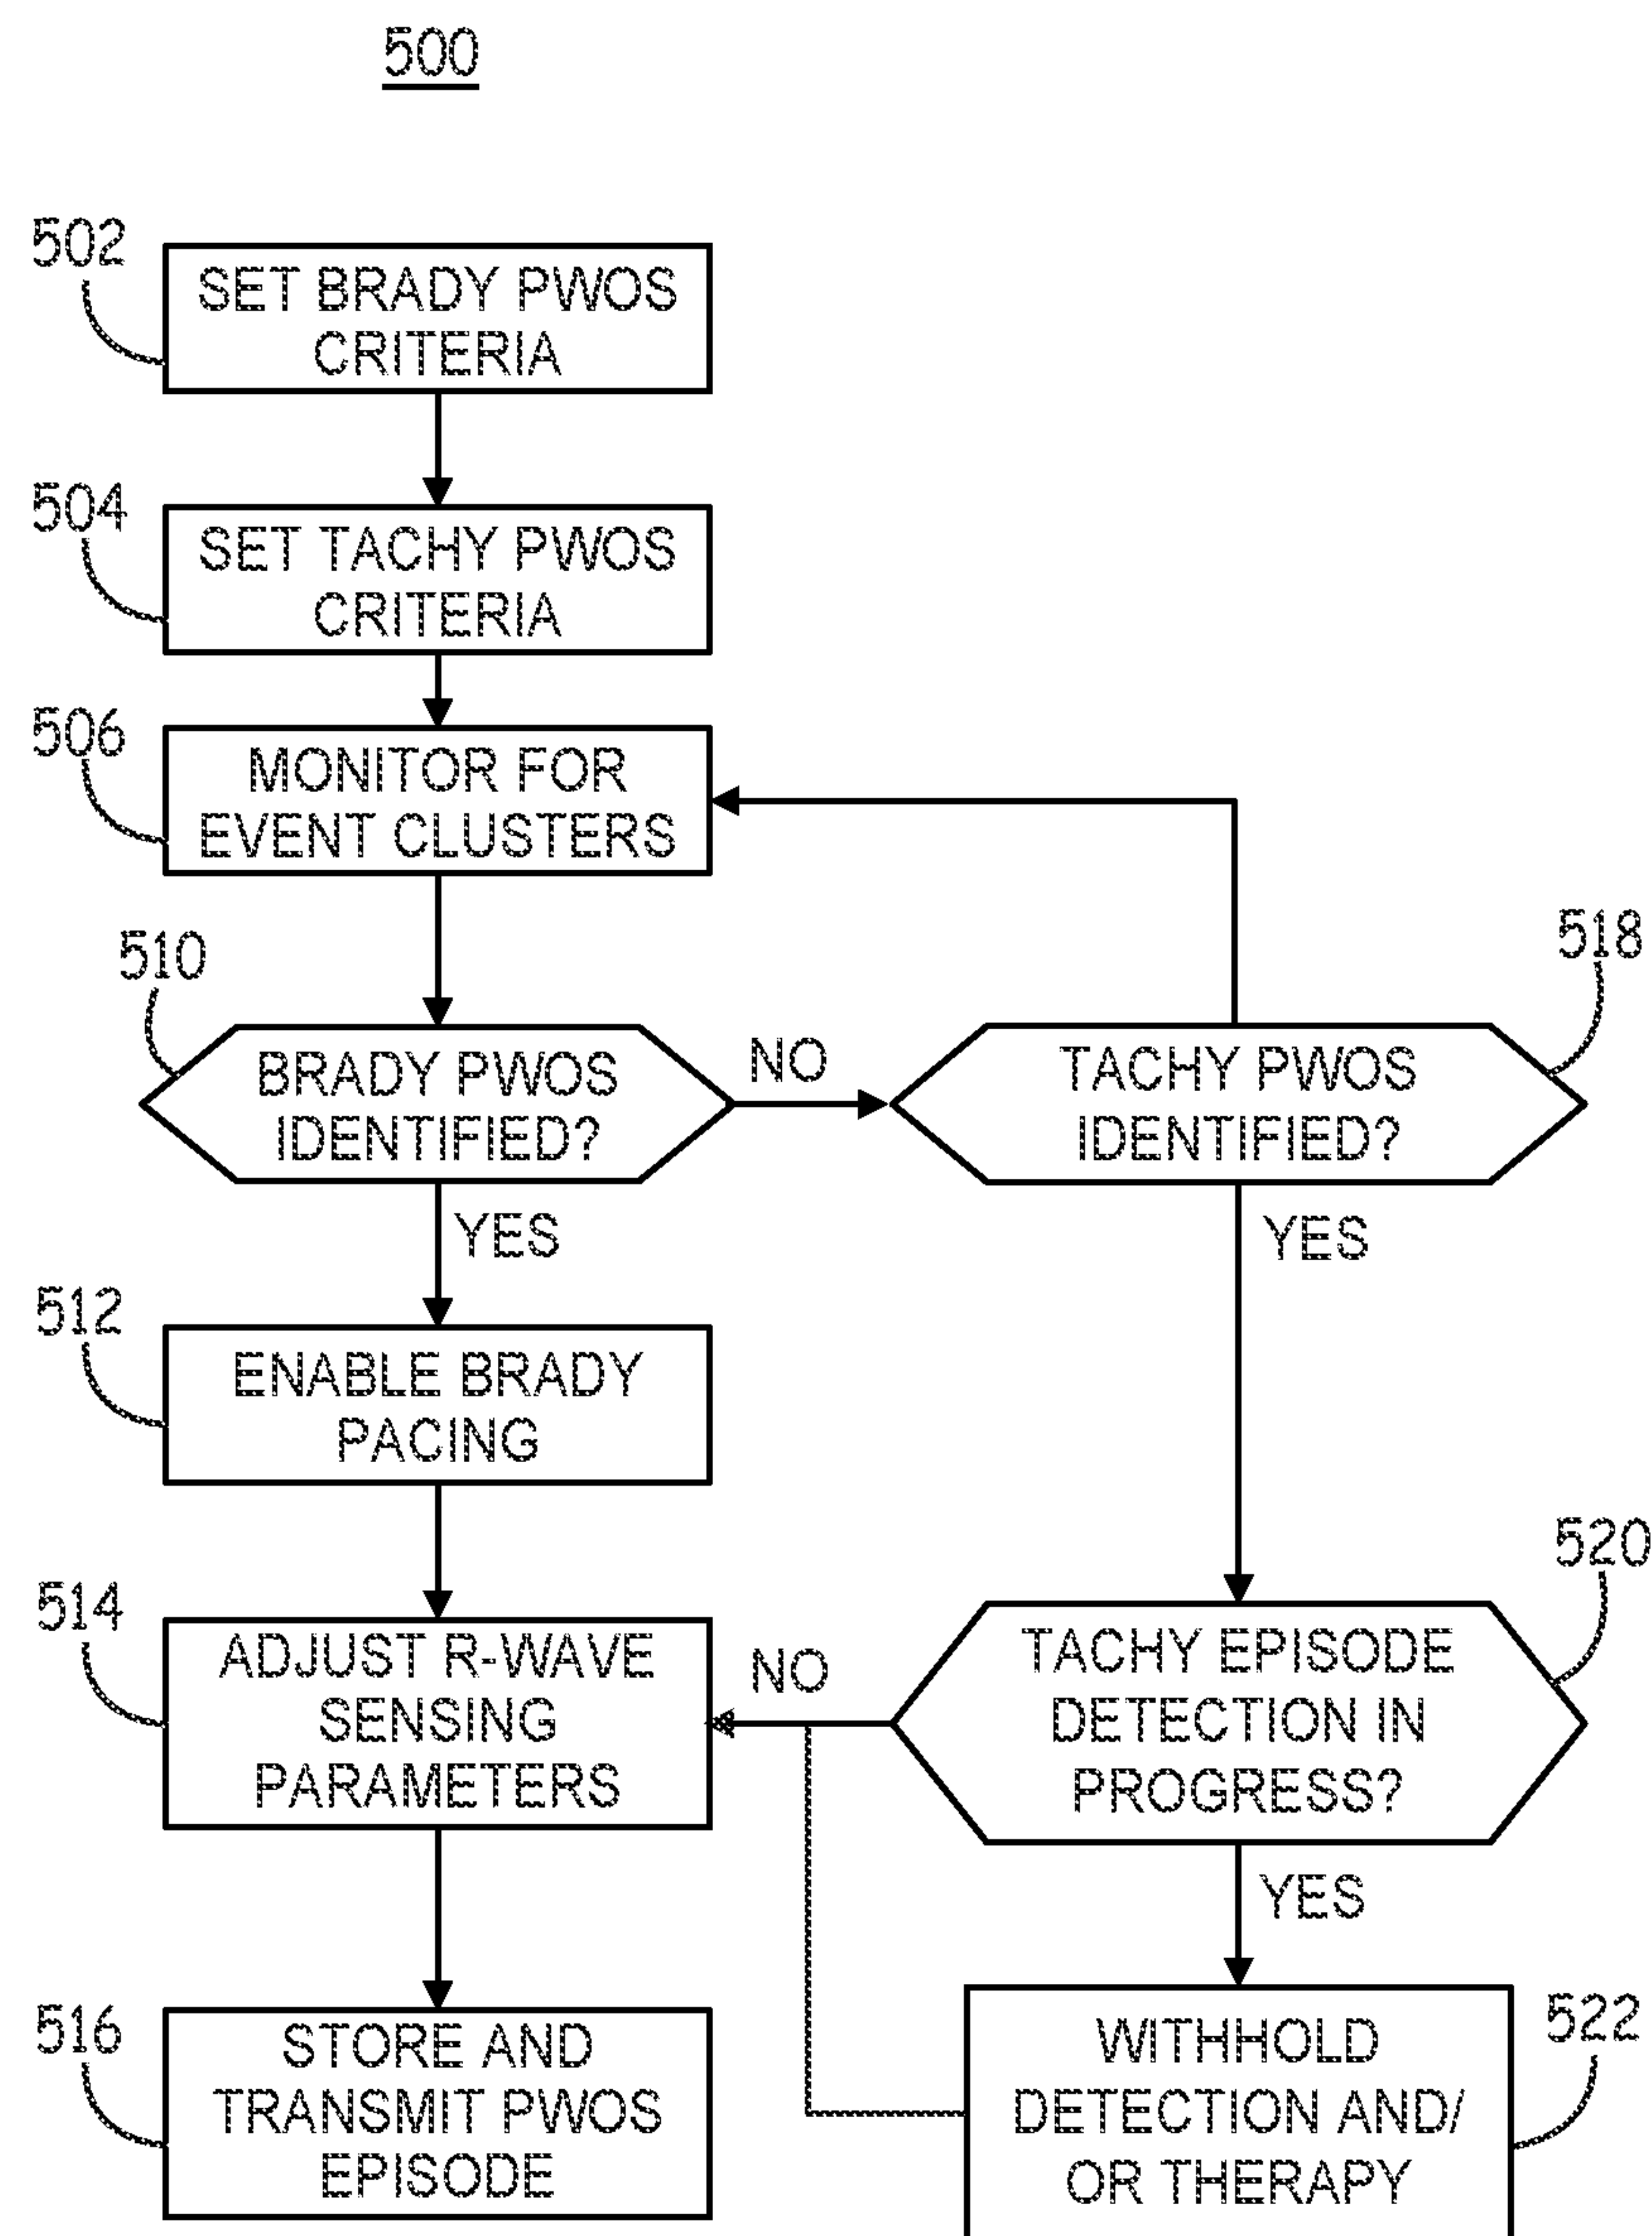 500
502
SET BRADY PWOS
CRITERIA
504
SET TACHY PWOS
CRITERIA
506
MONITOR FOR
EVENT CLUSTERS
510
BRADY PWOS
IDENTIFIED?
NO
518
TACHY PWOS
IDENTIFIED?
YES
YES
512
ENABLE BRADY
PACING
514
ADJUST R-WAVE
SENSING
PARAMETERS
NO
520
TACHY EPISODE
DETECTION IN
PROGRESS?
YES
516
STORE AND
TRANSMIT PWOS
EPISODE
522
WITHHOLD
DETECTION AND/
OR THERAPY